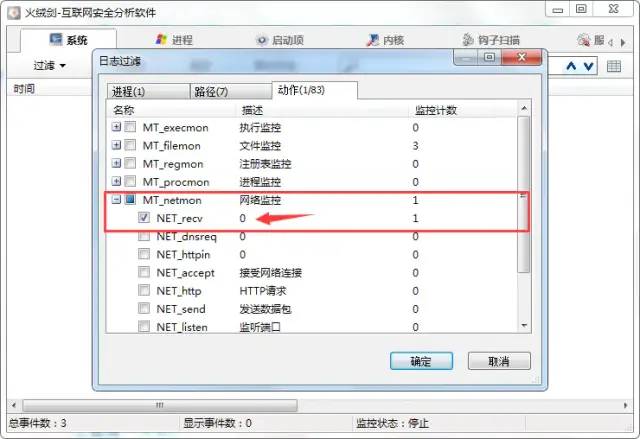 火绒剑-互联网安全分析软件
系统 进程 启动项 内核 钩子扫描 服
过滤
时间
日志过滤
进程(1) 路径(7) 动作(1/83)
名称 描述 监控计数
MT_execmon 执行监控 0
MT_filemon 文件监控 3
MT_regmon 注册表监控 0
MT_procmon 进程监控 0
MT_netmon 网络监控 1
NET_recv 0 1
NET_dnsreq 0 0
NET_httpin 0 0
NET_accept 接受网络连接 0
NET_http HTTP请求 0
NET_send 发送数据包 0
NET_listen 监听端口 0
确定 取消
总事件数：3 显示事件数：0 监控状态：停止